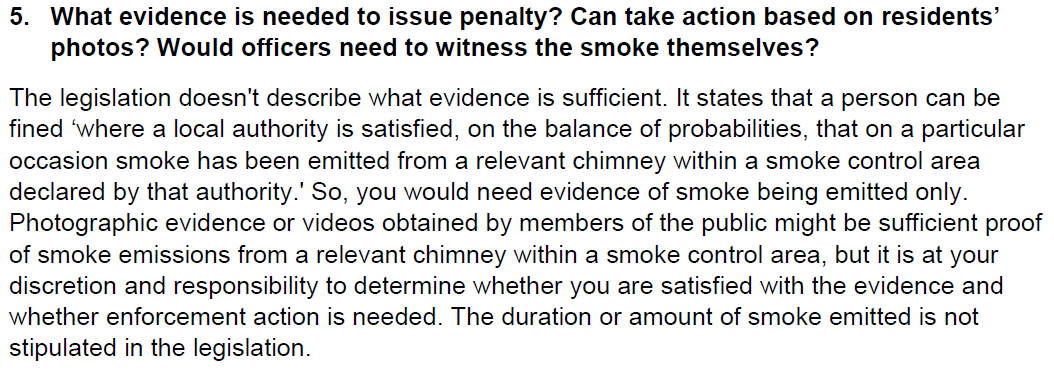 5. What evidence is needed to issue penalty? Can take action based on residents’
photos? Would officers need to witness the smoke themselves?
The legislation doesn't describe what evidence is sufficient. It states that a person can be
fined ‘where a local authority is satisfied, on the balance of probabilities, that on a particular
occasion smoke has been emitted from a relevant chimney within a smoke control area
declared by that authority.' So, you would need evidence of smoke being emitted only.
Photographic evidence or videos obtained by members of the public might be sufficient proof
of smoke emissions from a relevant chimney within a smoke control area, but it is at your
discretion and responsibility to determine whether you are satisfied with the evidence and
whether enforcement action is needed. The duration or amount of smoke emitted is not
stipulated in the legislation.